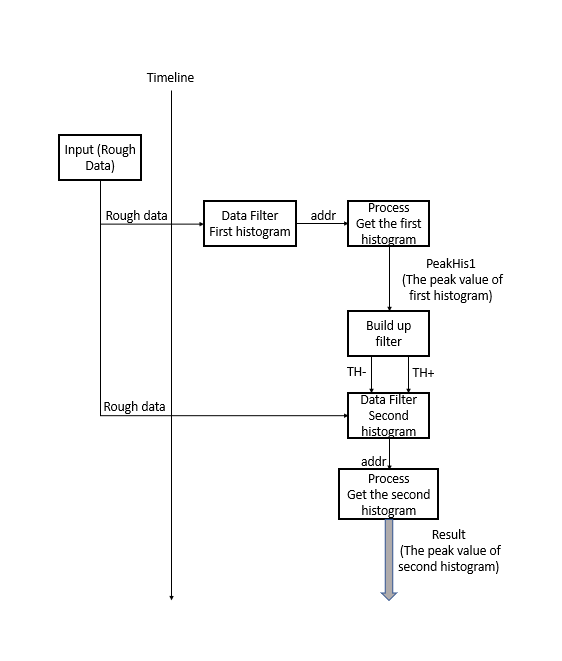 Timeline
Input (Rough
Data)
Rough data
Data Filter
First histogram
addr
Process
Get the first
histogram
PeakHis1
(The peak value of
first histogram)
Build up
filter
TH-
TH+
Rough data
Data Filter
Second
histogram
addr
Process
Get the second
histogram
Result
(The peak value of
second histogram)